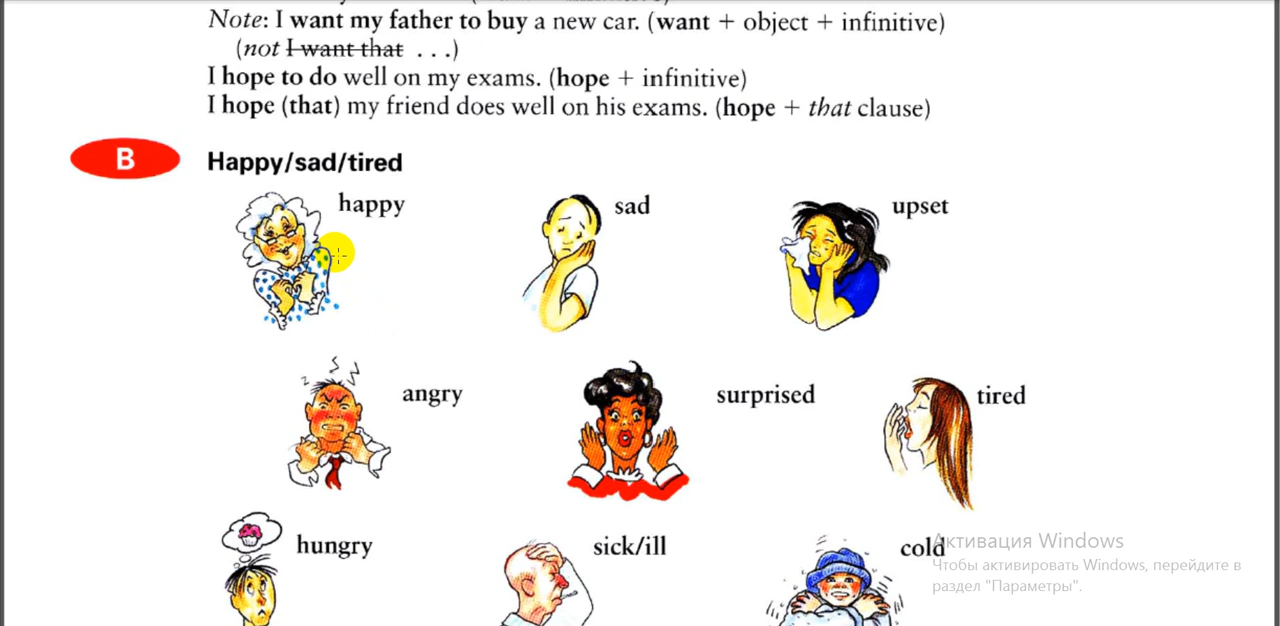 Note: I want my father to buy a new car. (want + object + infinitive)
(not I want that . . .)
I hope to do well on my exams. (hope + infinitive)
I hope (that) my friend does well on his exams. (hope + that clause)
B Happy/sad/tired
happy sad upset
angry surprised tired
hungry sick/ill cold
Активация Windows
Чтобы активировать Windows, перейдите в
раздел "Параметры".